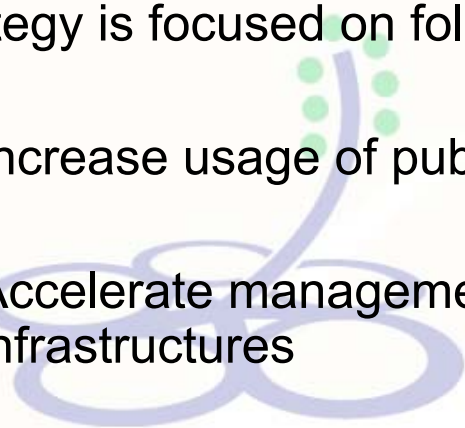 tegy is focused on fol
ncrease usage of pub
Accelerate manageme
nfrastructures